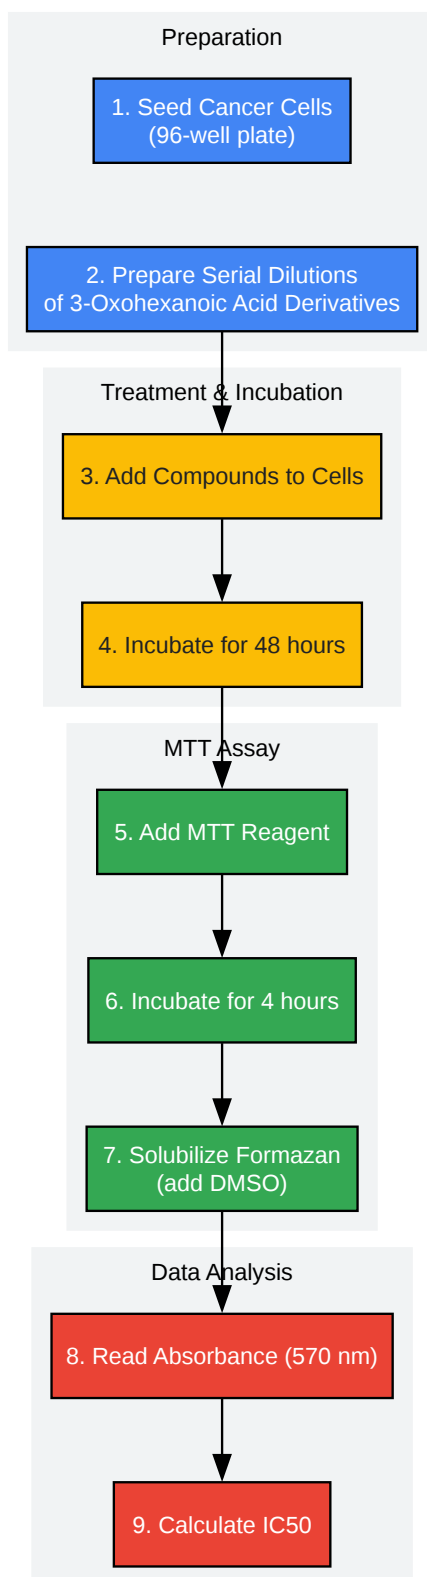 Preparation
1. Seed Cancer Cells
(96-well plate)
2. Prepare Serial Dilutions
of 3-Oxohexanoic Acid Derivatives
Treatment & Incubation
3. Add Compounds to Cells
4. Incubate for 48 hours
MTT Assay
5. Add MTT Reagent
6. Incubate for 4 hours
7. Solubilize Formazan
(add DMSO)
Data Analysis
8. Read Absorbance (570 nm)
9. Calculate IC50